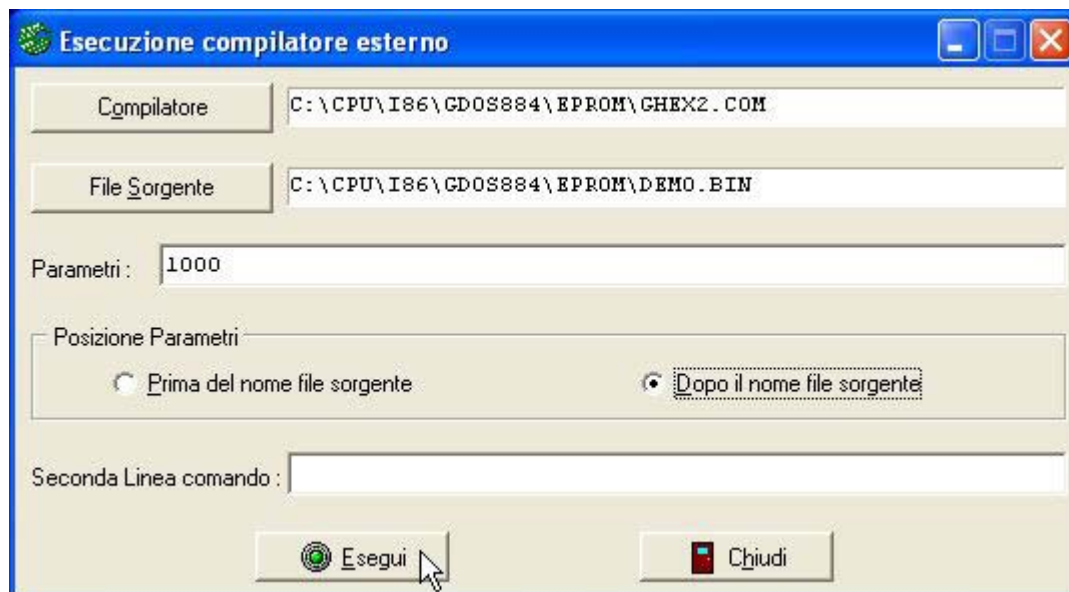 Esecuzione compilatore esterno
Compilatore C:\CPU\I86\GDOS884\EPROM\GHEX2.COM
File Sorgente C:\CPU\I86\GDOS884\EPROM\DEMO.BIN
Parametri : 1000
Posizione Parametri
Prima del nome file sorgente Dopo il nome file sorgente
Seconda Linea comando :
Esegui Chiudi